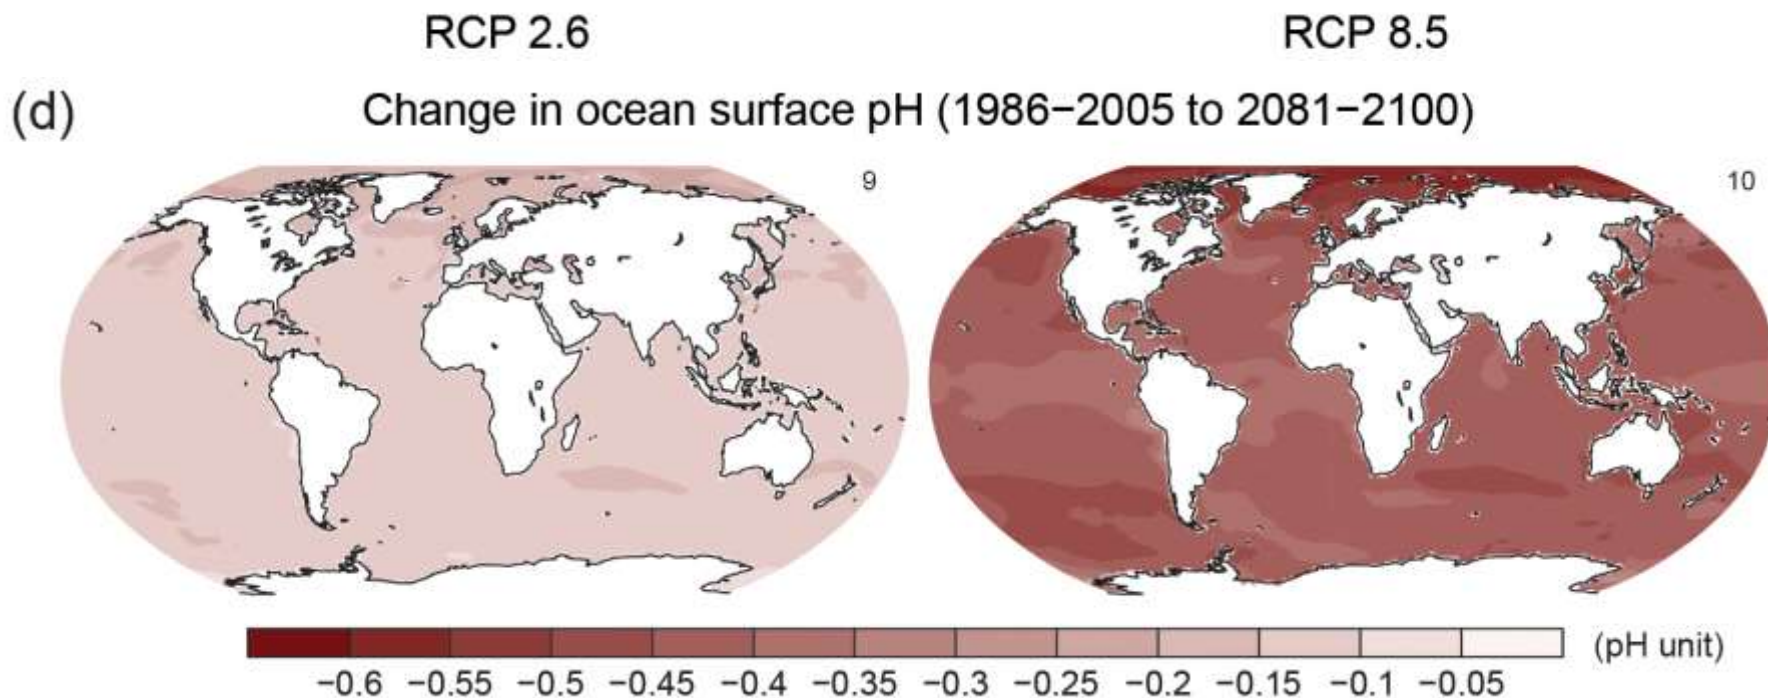 RCP 2.6 RCP 8.5
(d) Change in ocean surface pH (1986−2005 to 2081−2100)
9 10
(pH unit)
−0.6 −0.55 −0.5 −0.45 −0.4 −0.35 −0.3 −0.25 −0.2 −0.15 −0.1 −0.05